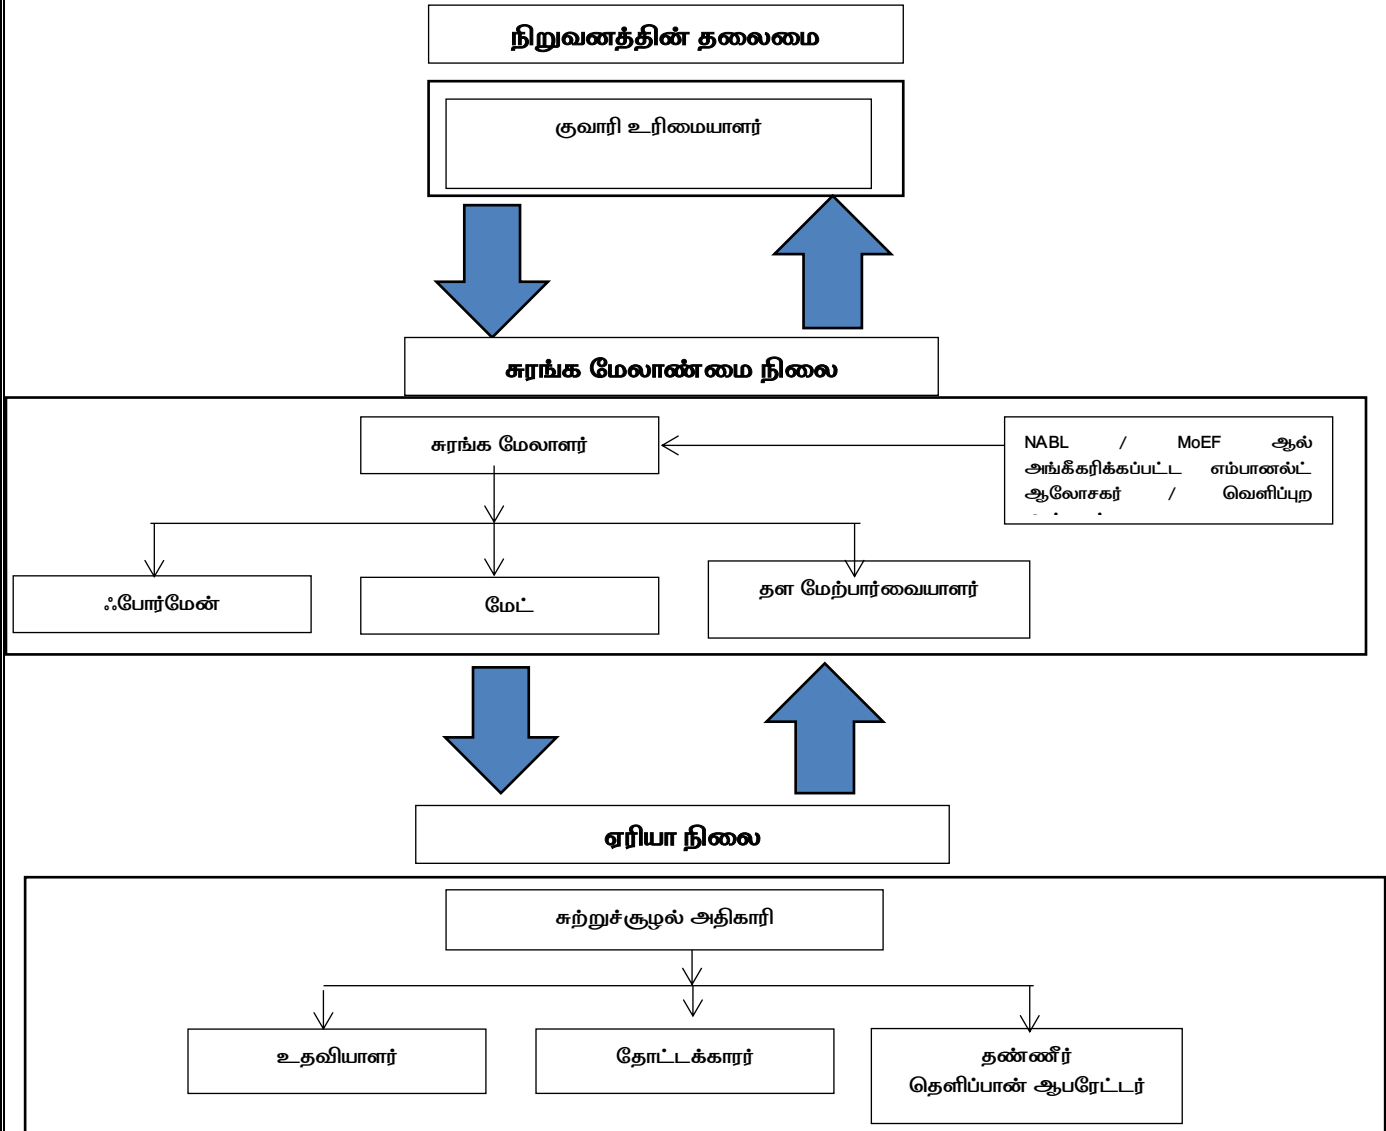 நிறுவனத்தின் தலைமை
குவாரி உரிமையாளர்
சுரங்க மேலாண்மை நிலை
சுரங்க மேலாளர்
NABL / MoEF ஆல்
அங்கீகரிக்கப்பட்ட எம்பானல்ட்
ஆலோசகர் / வெளிப்புற
ஃபோர்மேன்
மேட்
தள மேற்பார்வையாளர்
ஏரியா நிலை
சுற்றுச்சூழல் அதிகாரி
உதவியாளர்
தோட்டக்காரர்
தண்ணீர்
தெளிப்பான் ஆபரேட்டர்